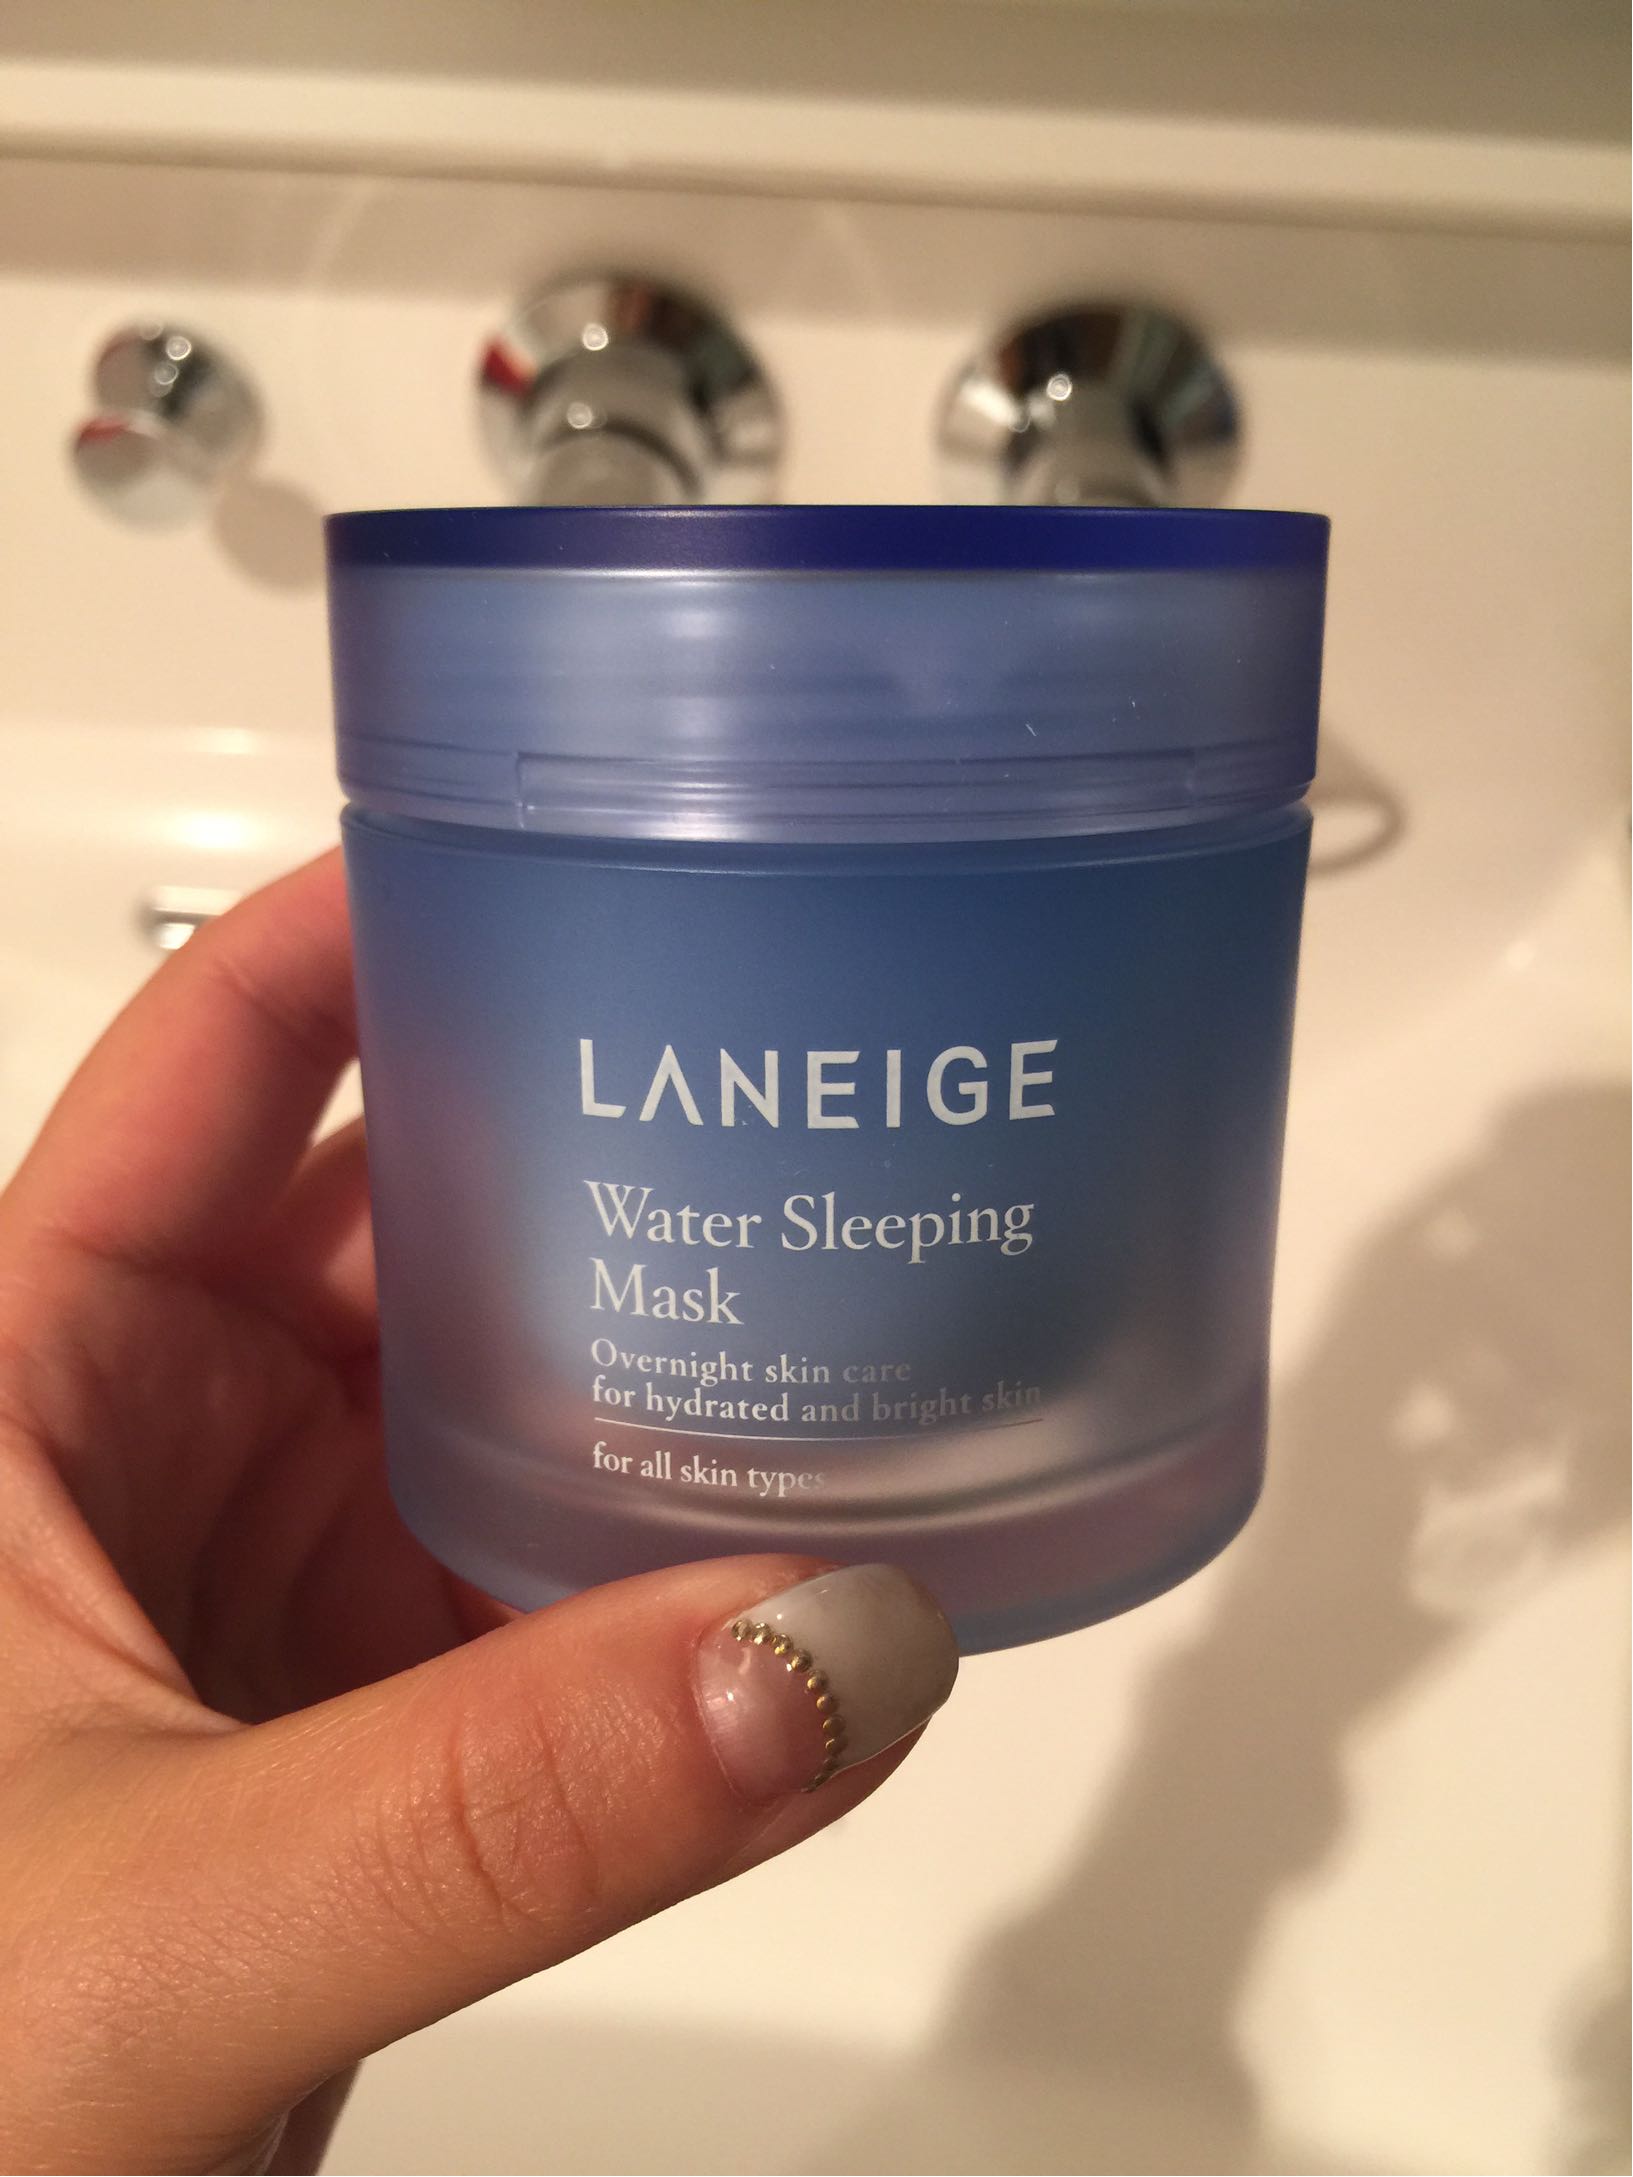 LANEIGE
Water Sleeping
Mask
Overnight skin care
for hydrated and bright skin
for all skin types